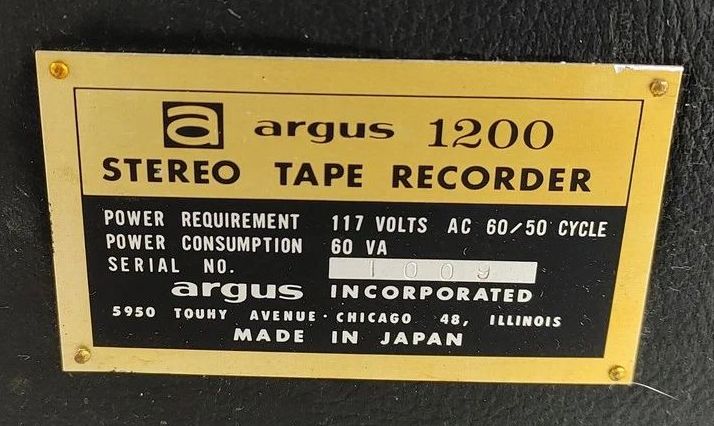 a argus 1200
STEREO TAPE RECORDER
POWER REQUIREMENT 117 VOLTS AC 60/50 CYCLE
POWER CONSUMPTION 60 VA
SERIAL NO. 1009
argus INCORPORATED
5950 TOUHY AVENUE · CHICAGO 48, ILLINOIS
MADE IN JAPAN